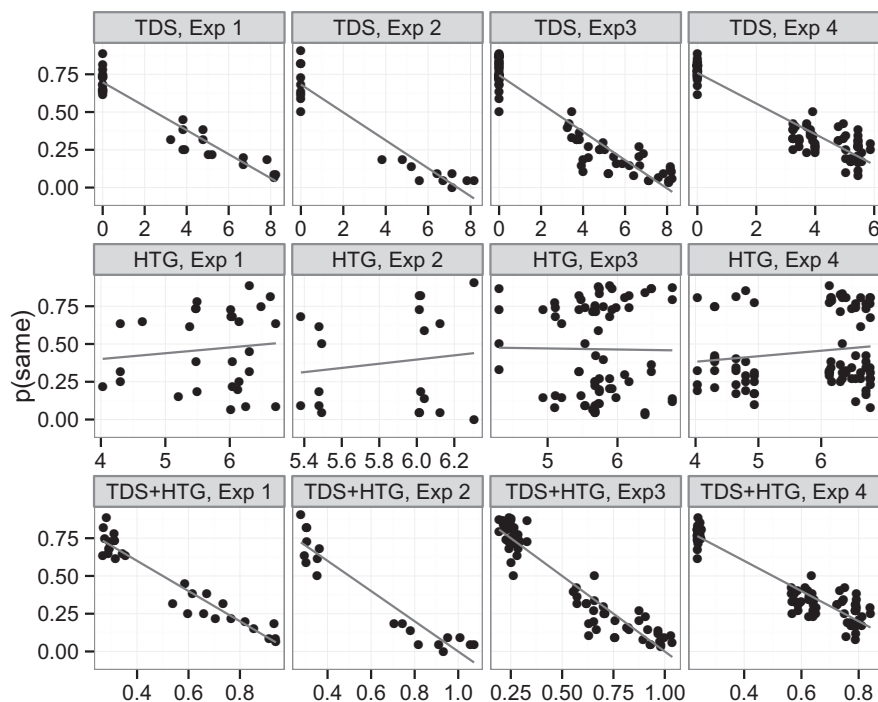 TDS, Exp 1 TDS, Exp 2 TDS, Exp3 TDS, Exp 4
0.75
0.50
0.25
0.00
0 2 4 6 8 0 2 4 6 8 0 2 4 6 8 0 2 4 6
HTG, Exp 1 HTG, Exp 2 HTG, Exp3 HTG, Exp 4
p(same)
0.75
0.50
0.25
0.00
4 5 6 5.4 5.6 5.8 6.0 6.2 5 6 4 5 6
TDS+HTG, Exp 1 TDS+HTG, Exp 2 TDS+HTG, Exp3 TDS+HTG, Exp 4
0.75
0.50
0.25
0.00
0.4 0.6 0.8 0.4 0.6 0.8 1.0 0.25 0.50 0.75 1.00 0.4 0.6 0.8